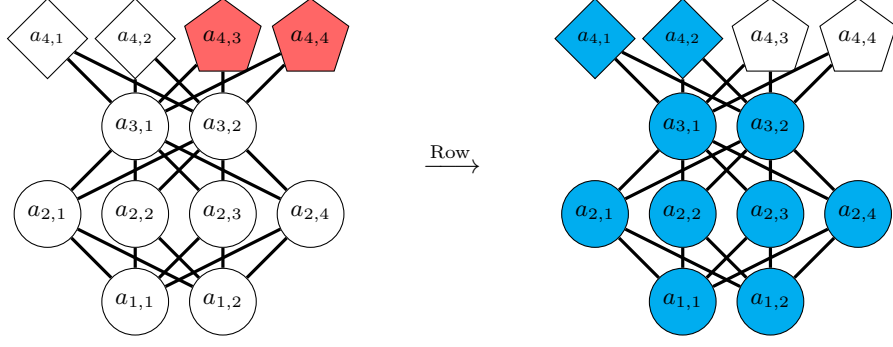 a4,1 a4,2 a4,3 a4,4 a4,1 a4,2 a4,3 a4,4
a3,1 a3,2 a3,1 a3,2
Row
a2,1 a2,2 a2,3 a2,4 a2,1 a2,2 a2,3 a2,4
a1,1 a1,2 a1,1 a1,2